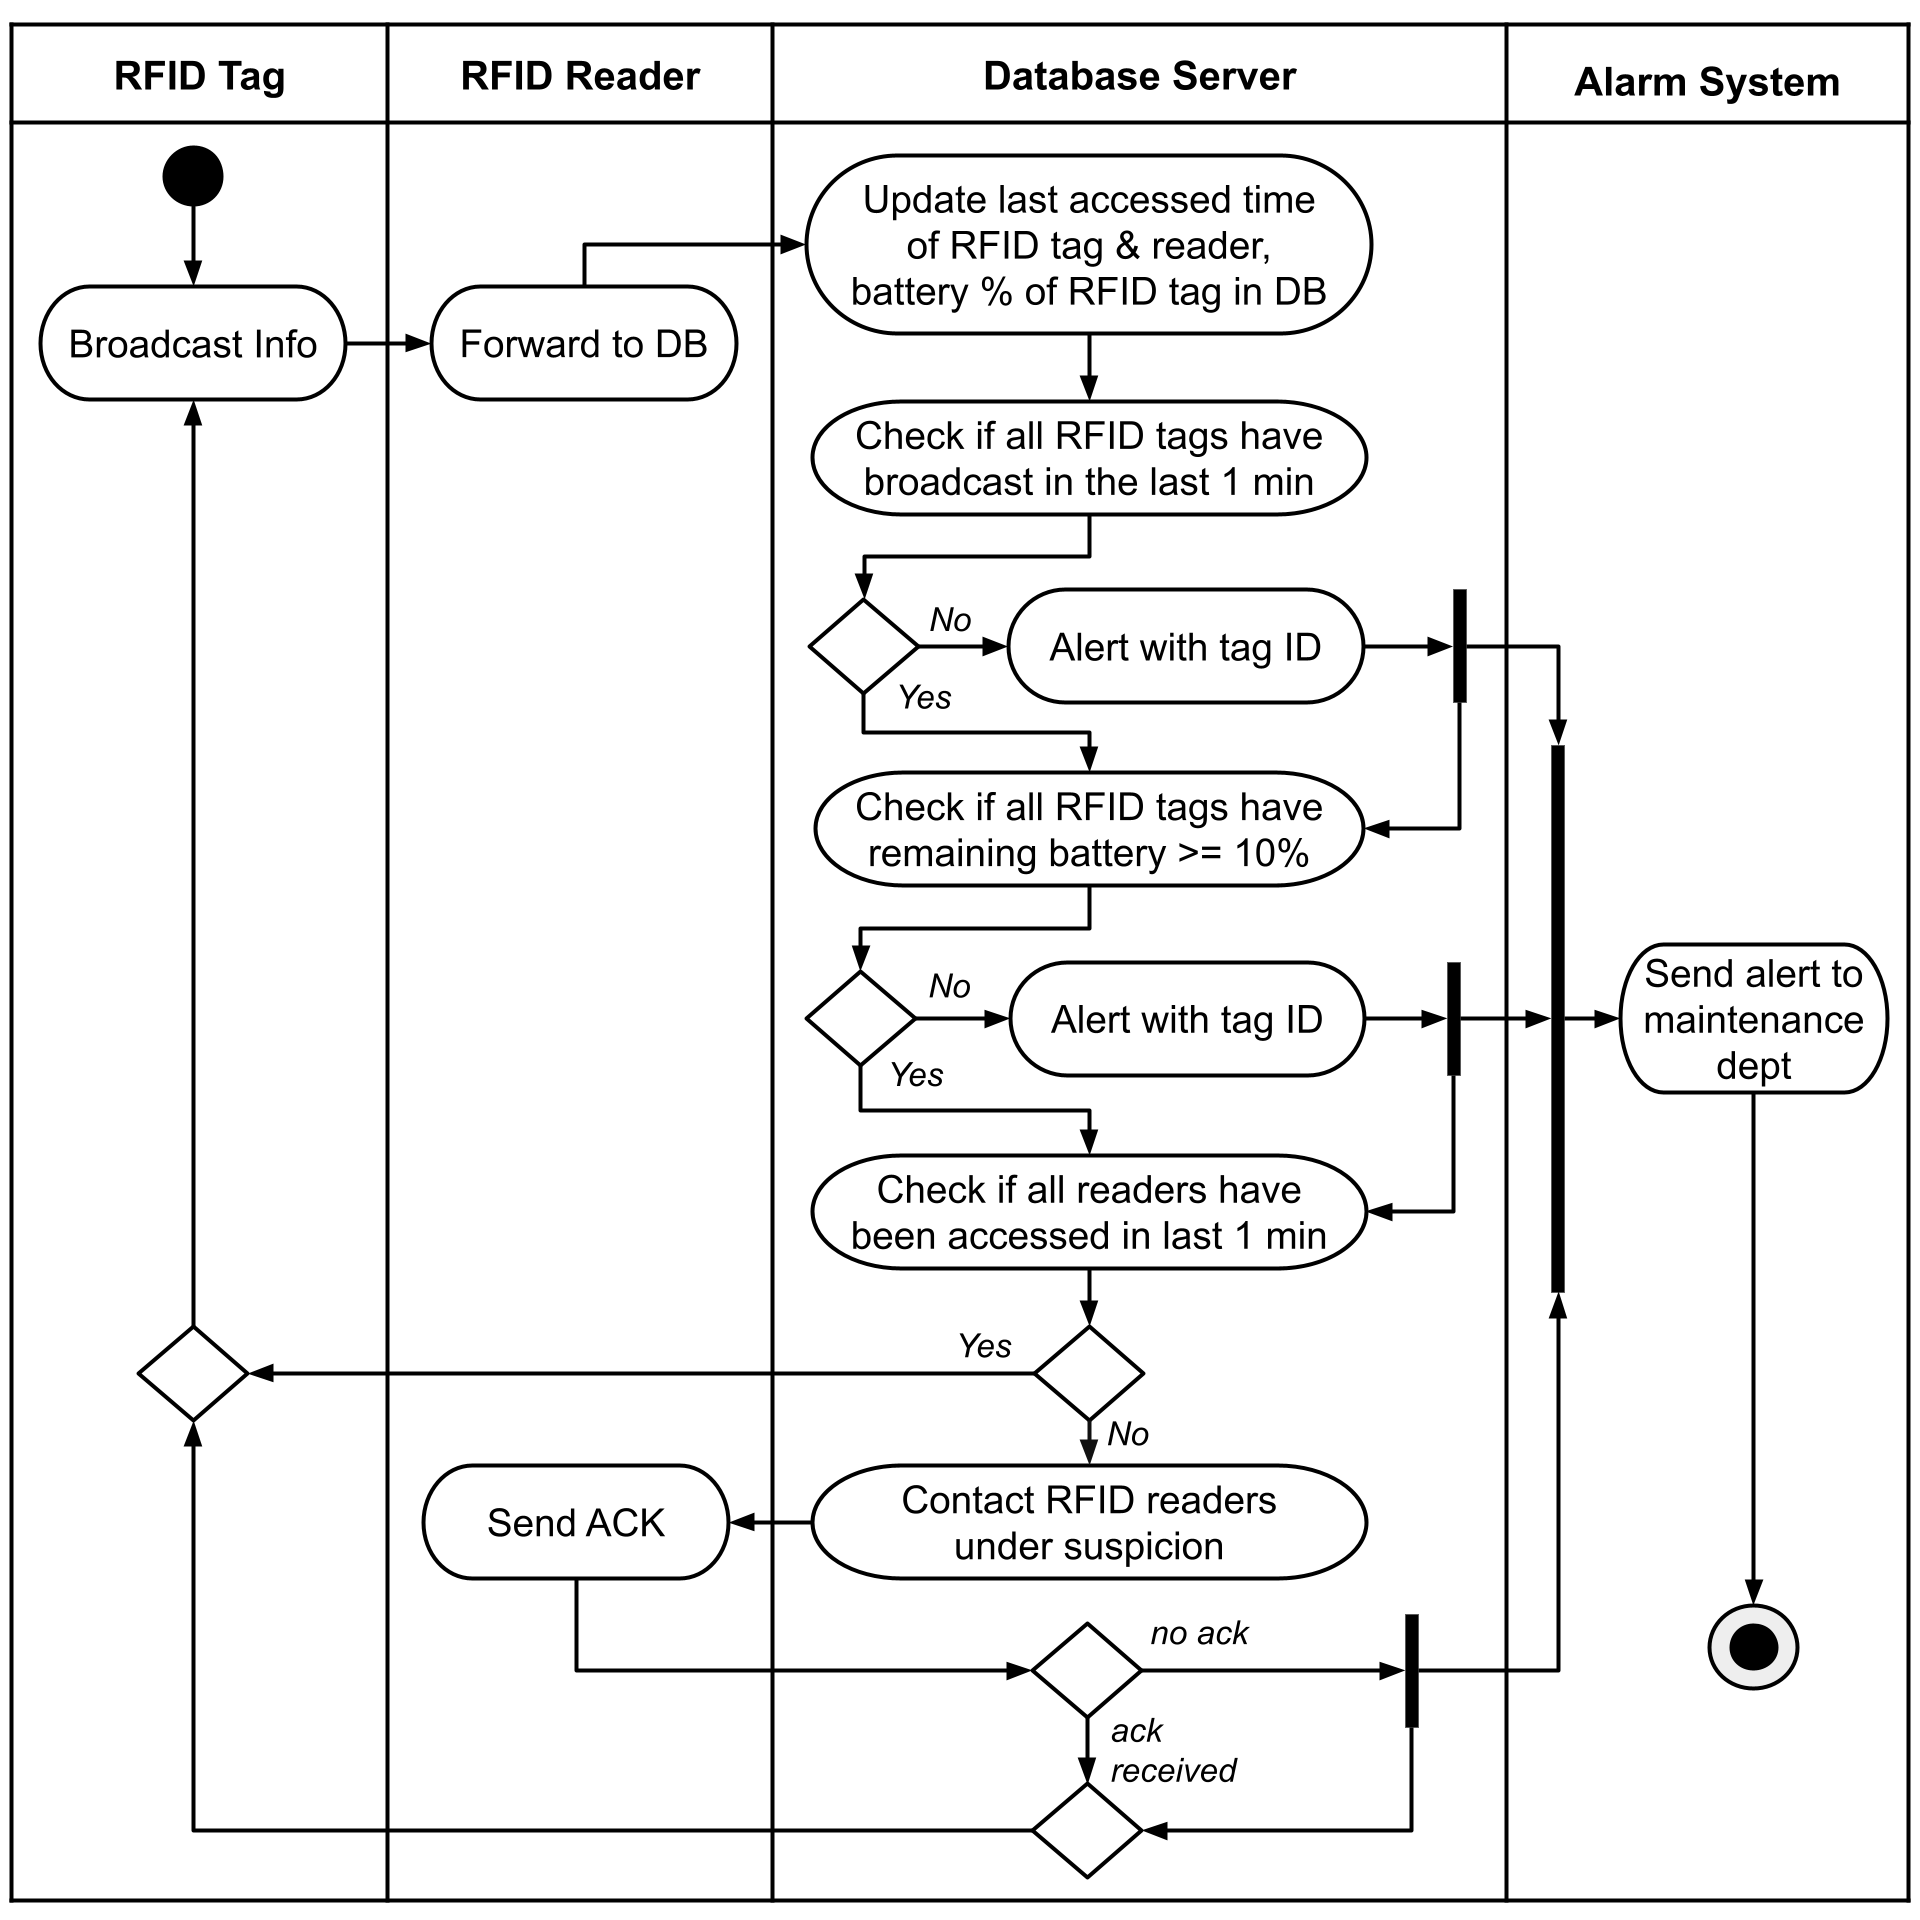 RFID Tag
RFID Reader
Database Server
Alarm System
Update last accessed time
of RFID tag & reader,
battery % of RFID tag in DB
Broadcast Info
Forward to DB
Check if all RFID tags have
broadcast in the last 1 min
No
Alert with tag ID
Yes
Check if all RFID tags have
remaining battery >= 10%
No
Alert with tag ID
Send alert to
maintenance
dept
Yes
Check if all readers have
been accessed in last 1 min
Yes
No
Send ACK
Contact RFID readers
under suspicion
no ack
ack
received